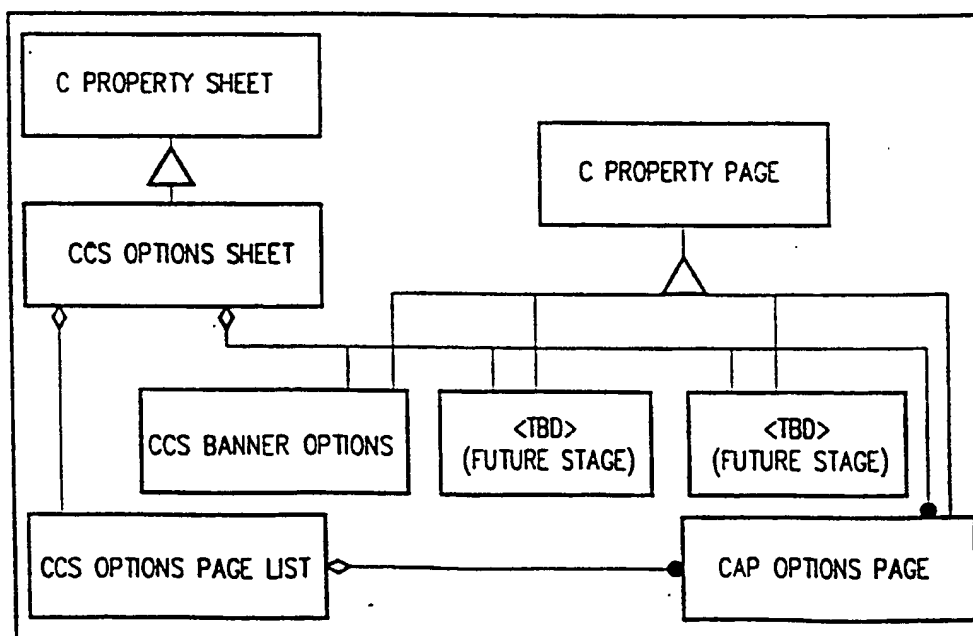 C PROPERTY SHEET
C PROPERTY PAGE
CCS OPTIONS SHEET
CCS BANNER OPTIONS
<TBD>
(FUTURE STAGE)
<TBD>
(FUTURE STAGE)
CCS OPTIONS PAGE LIST
CAP OPTIONS PAGE